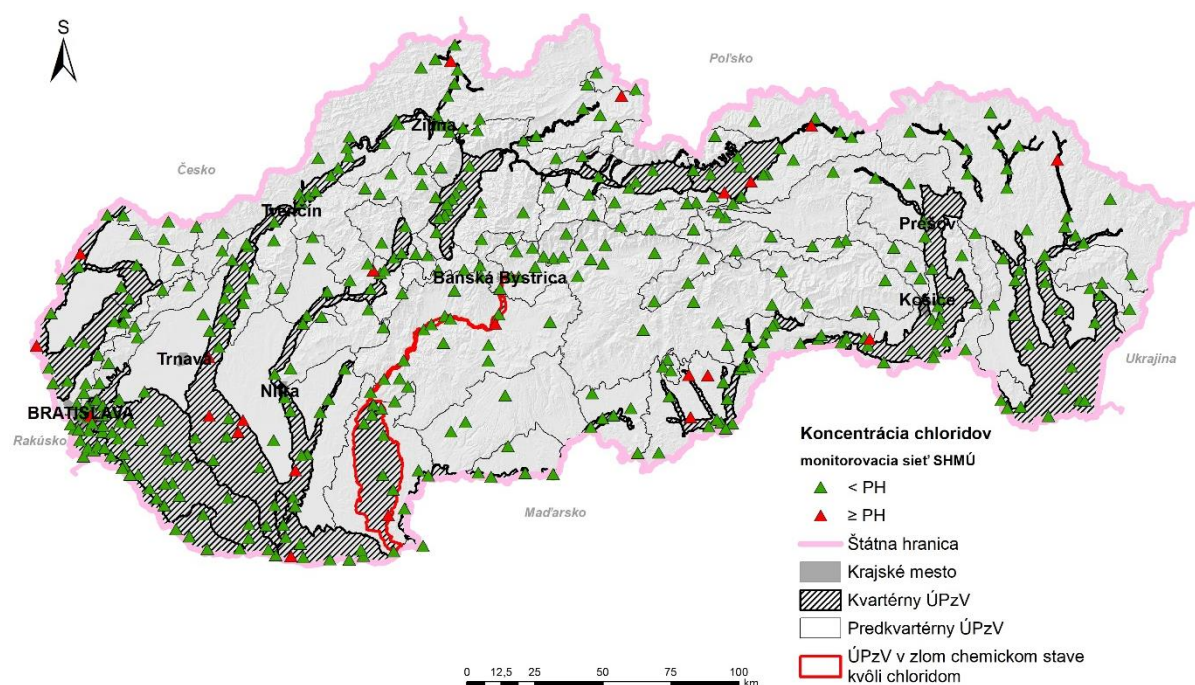 S
Poľsko
Česko
Žilina
Trenčín
Prešov
Banská Bystrica
Košice
Trnava
Nitra
Ukrajina
BRATISLAVA
Rakúsko
Maďarsko
Koncentrácia chloridov
monitorovacia sieť SHMÚ
< PH
≥ PH
Štátna hranica
Krajské mesto
Kvartérny ÚPzV
Predkvartérny ÚPzV
ÚPzV v zlom chemickom stave
kvôli chloridom
0 12,5 25 50 75 100
km